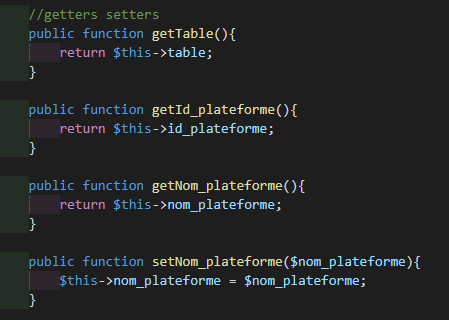 //getters setters
public function getTable(){
return $this->table;
}
public function getId_plateforme(){
return $this->id_plateforme;
}
public function getNom_plateforme(){
return $this->nom_plateforme;
}
public function setNom_plateforme($nom_plateforme){
$this->nom_plateforme = $nom_plateforme;
}